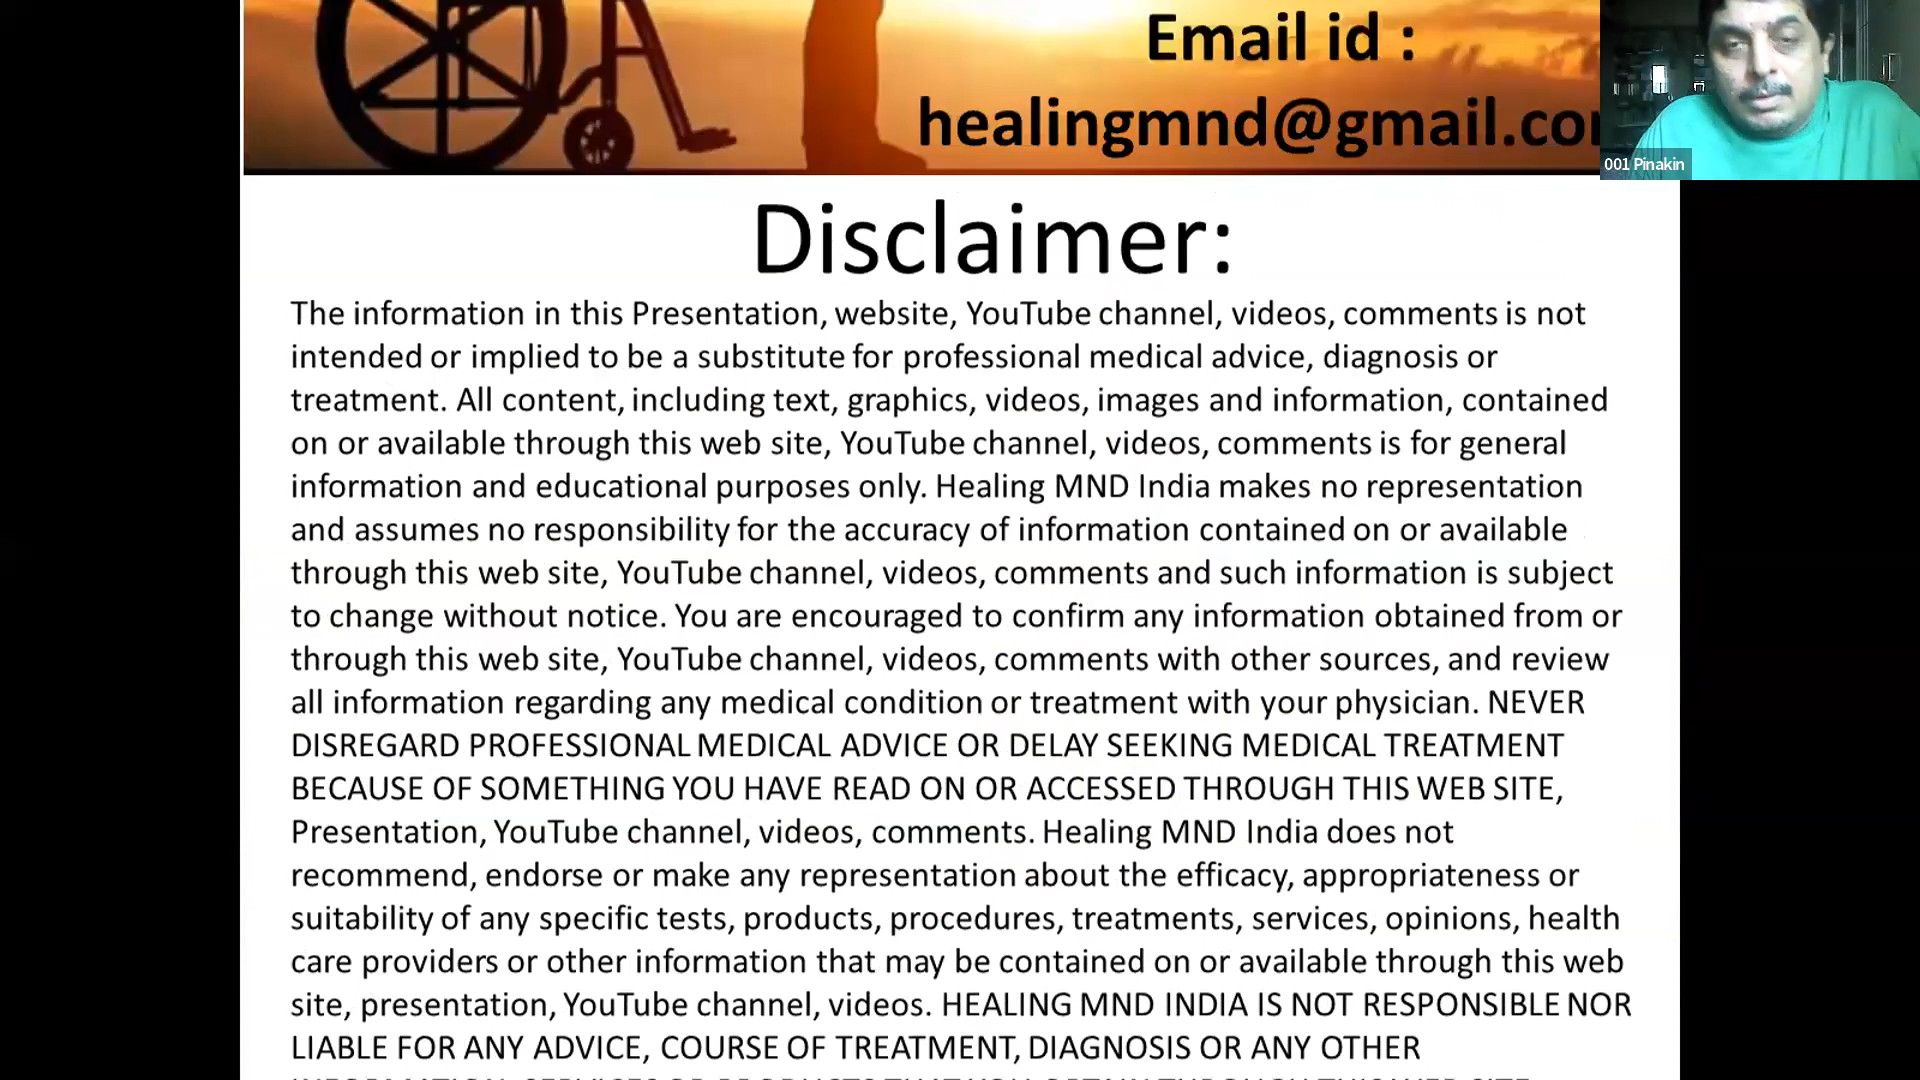 Email id :
healingmnd@gmail.co
001 Pinakin
Disclaimer:
The information in this Presentation, website, YouTube channel, videos, comments is not
intended or implied to be a substitute for professional medical advice, diagnosis or
treatment. All content, including text, graphics, videos, images and information, contained
on or available through this web site, YouTube channel, videos, comments is for general
information and educational purposes only. Healing MND India makes no representation
and assumes no responsibility for the accuracy of information contained on or available
through this web site, YouTube channel, videos, comments and such information is subject
to change without notice. You are encouraged to confirm any information obtained from or
through this web site, YouTube channel, videos, comments with other sources, and review
all information regarding any medical condition or treatment with your physician. NEVER
DISREGARD PROFESSIONAL MEDICAL ADVICE OR DELAY SEEKING MEDICAL TREATMENT
BECAUSE OF SOMETHING YOU HAVE READ ON OR ACCESSED THROUGH THIS WEB SITE,
Presentation, YouTube channel, videos, comments. Healing MND India does not
recommend, endorse or make any representation about the efficacy, appropriateness or
suitability of any specific tests, products, procedures, treatments, services, opinions, health
care providers or other information that may be contained on or available through this web
site, presentation, YouTube channel, videos. HEALING MND INDIA IS NOT RESPONSIBLE NOR
LIABLE FOR ANY ADVICE, COURSE OF TREATMENT, DIAGNOSIS OR ANY OTHER